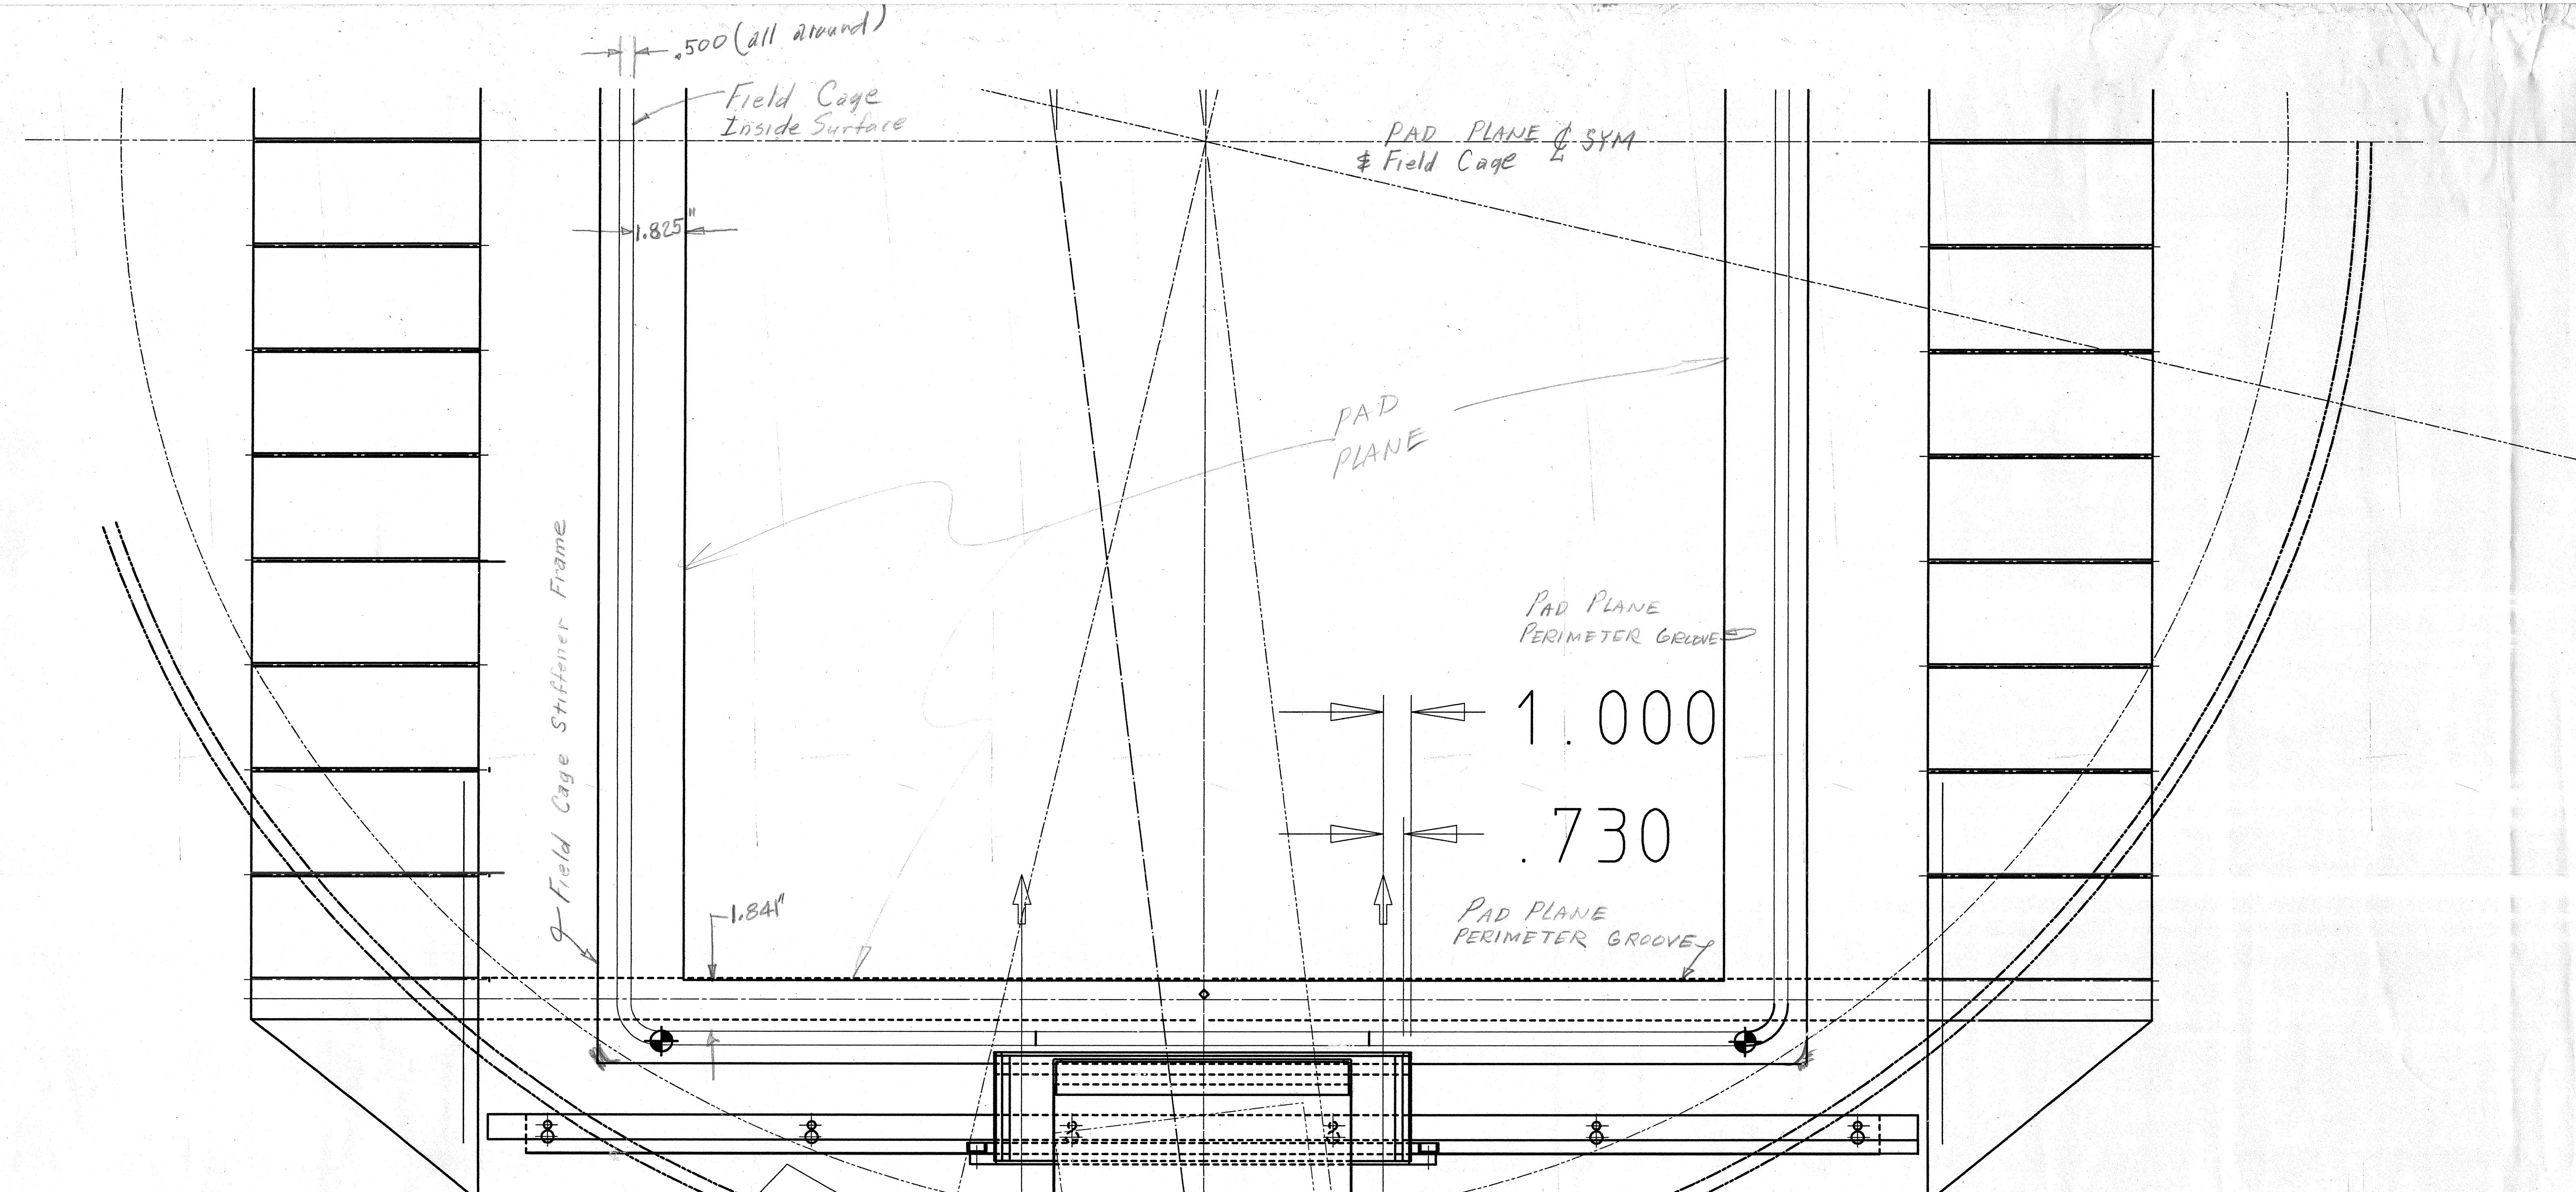 .500 (all around)
Field Cage
Inside Surface
PAD PLANE ℄ SYM
& Field Cage
1.825"
PAD
PLANE
Field Cage Stiffener Frame
PAD PLANE
PERIMETER GROOVE
1.000
.730
1.841"
PAD PLANE
PERIMETER GROOVE